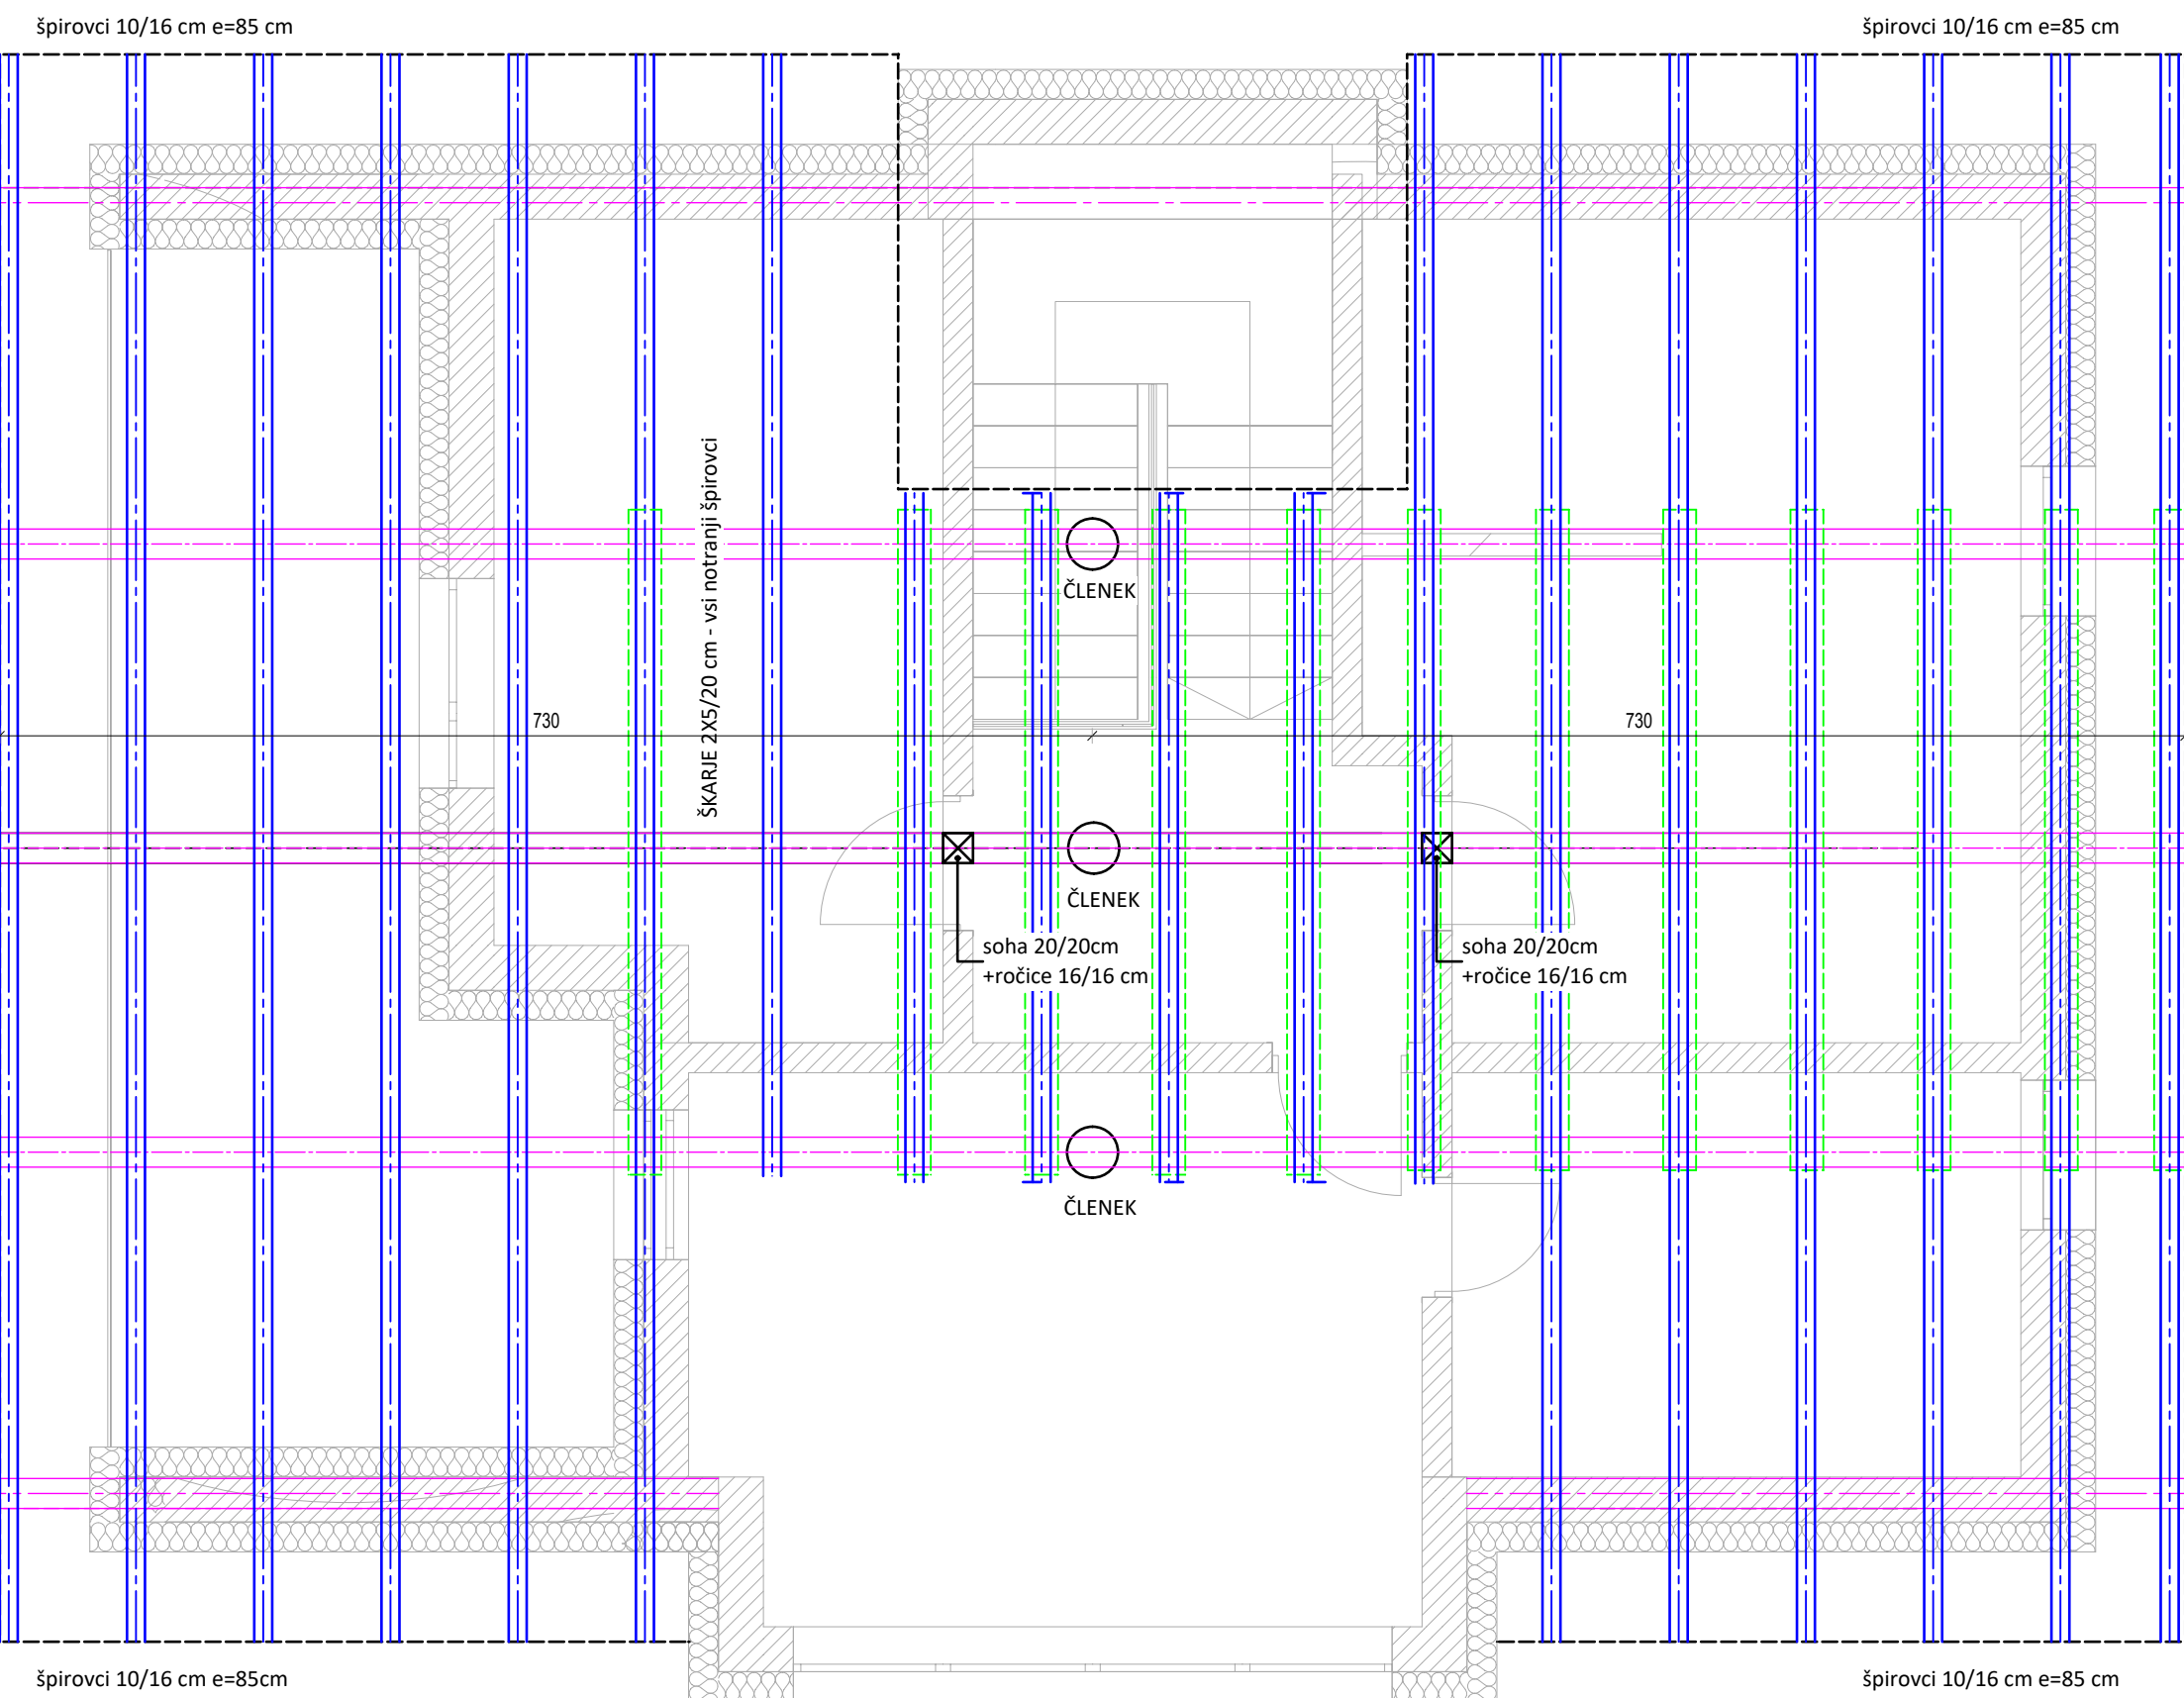 špirovci 10/16 cm e=85 cm
špirovci 10/16 cm e=85 cm
ŠKARJE 2X5/20 cm - vsi notranji špirovci
ČLENEK
730
730
ČLENEK
soha 20/20cm
+ročice 16/16 cm
soha 20/20cm
+ročice 16/16 cm
ČLENEK
špirovci 10/16 cm e=85cm
špirovci 10/16 cm e=85 cm